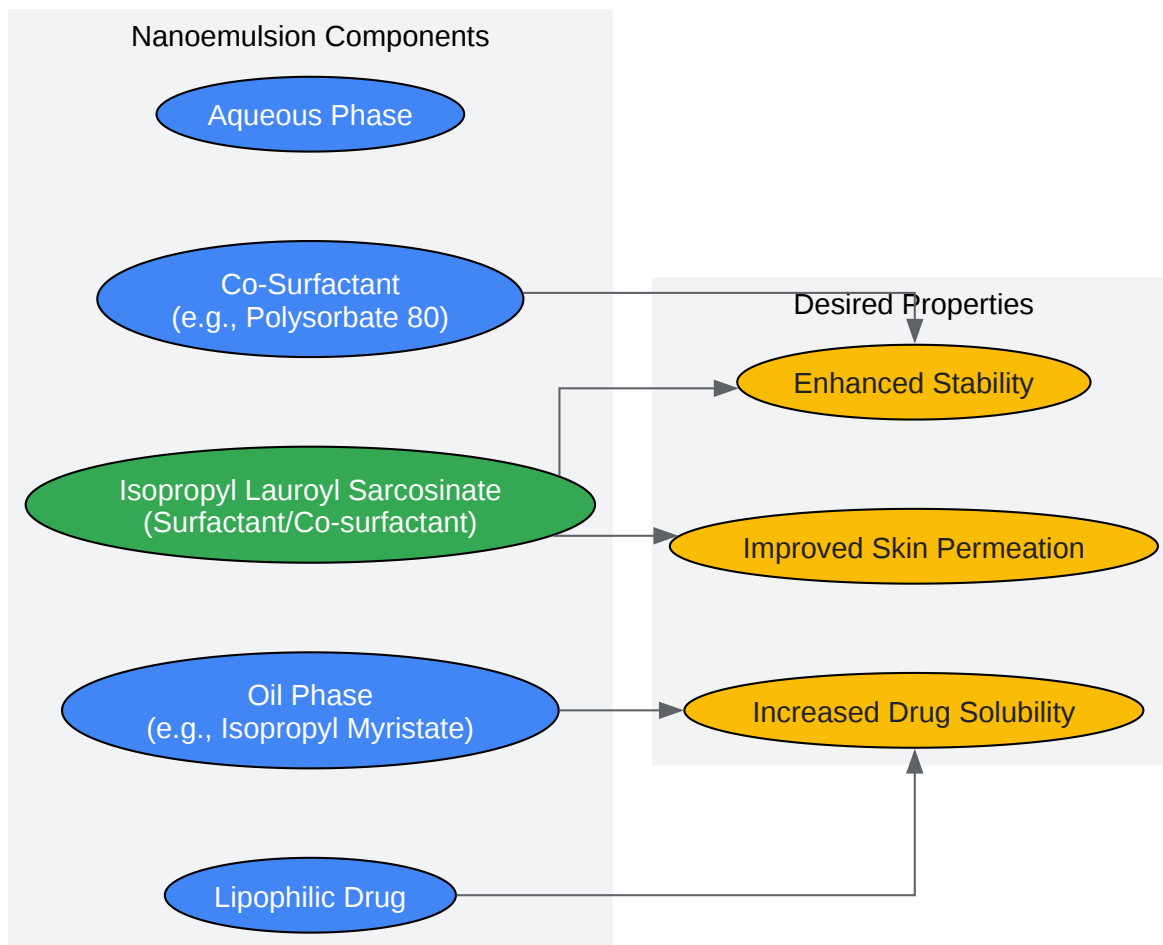 Nanoemulsion Components
Aqueous Phase
Co-Surfactant
(e.g., Polysorbate 80)
Isopropyl Lauroyl Sarcosinate
(Surfactant/Co-surfactant)
Oil Phase
(e.g., Isopropyl Myristate)
Lipophilic Drug
Desired Properties
Enhanced Stability
Improved Skin Permeation
Increased Drug Solubility